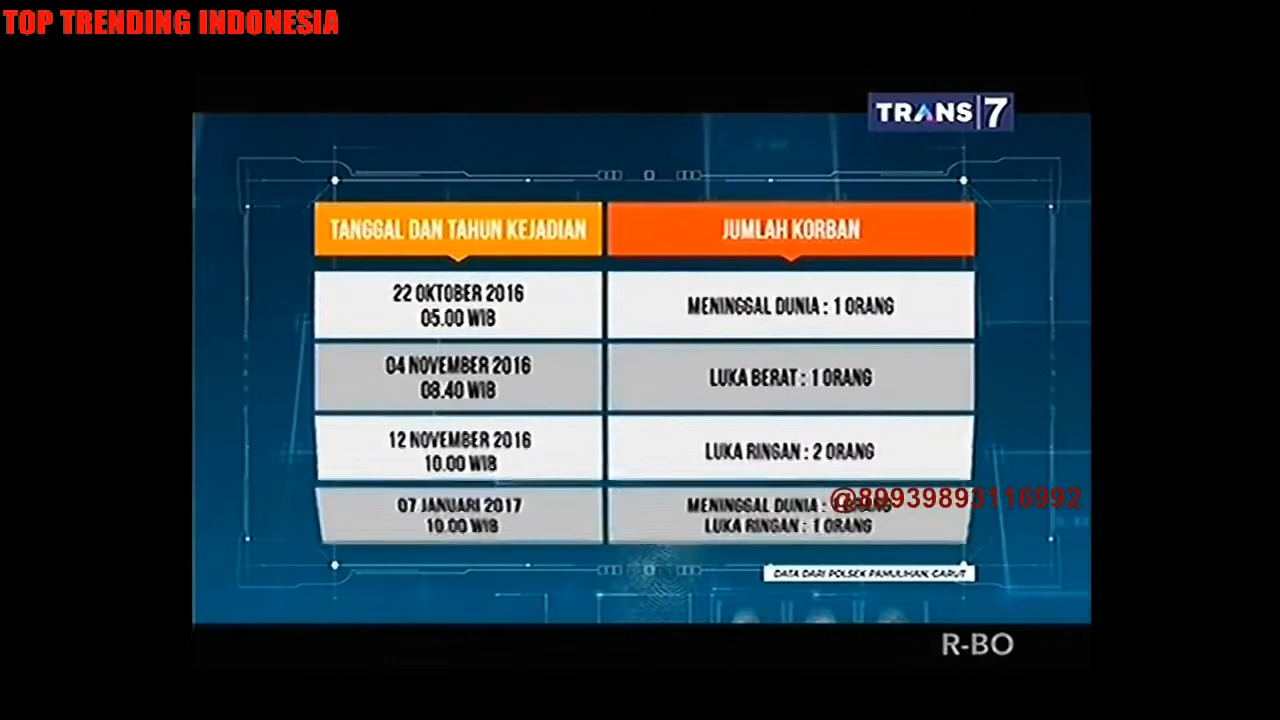 TOP TRENDING INDONESIA
TRANS|7
TANGGAL DAN TAHUN KEJADIAN
JUMLAH KORBAN
22 OKTOBER 2016
05.00 WIB
MENINGGAL DUNIA : 1 ORANG
04 NOVEMBER 2016
08.40 WIB
LUKA BERAT : 1 ORANG
12 NOVEMBER 2016
10.00 WIB
LUKA RINGAN : 2 ORANG
07 JANUARI 2017
10.00 WIB
MENINGGAL DUNIA :
LUKA RINGAN : 1 ORANG
@89939893116992
DATA DARI POLSEK PAMULIHAN, GARUT
R-BO